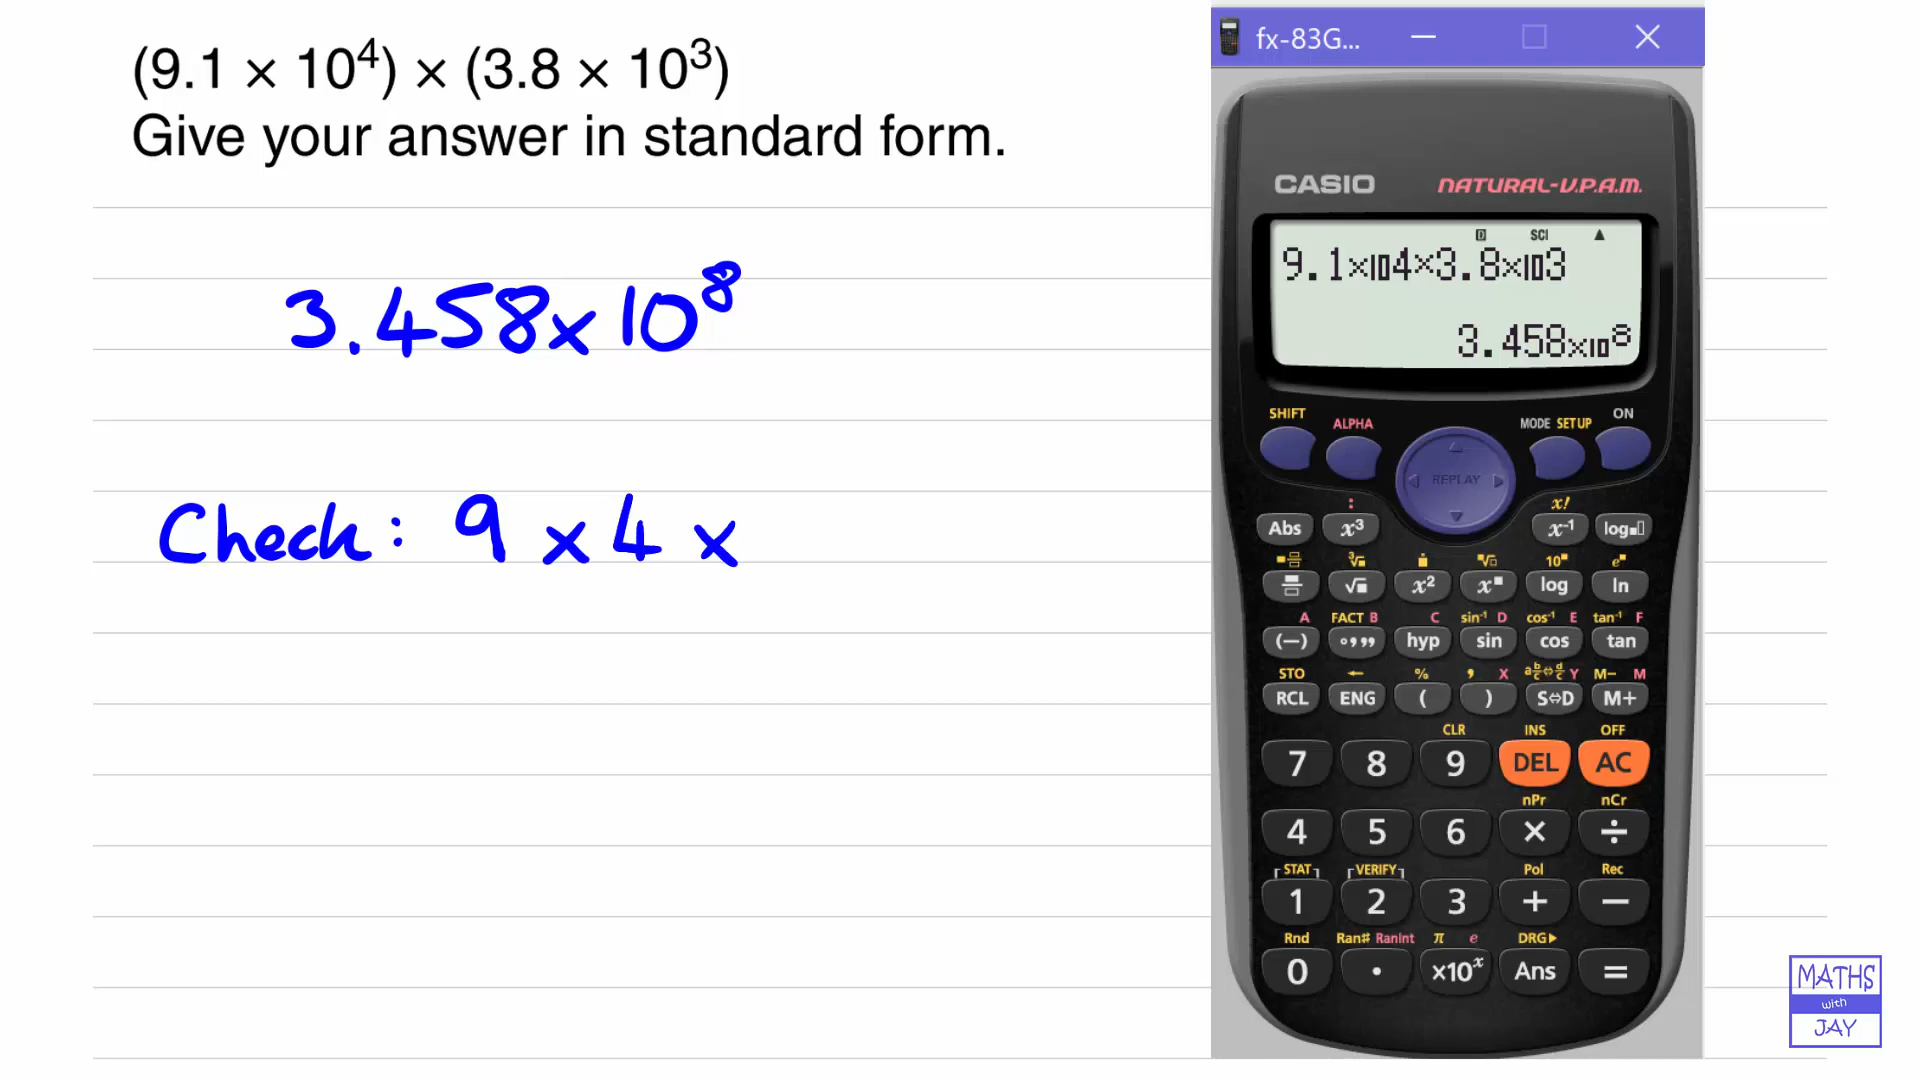 (9.1 × 10⁴) × (3.8 × 10³)
Give your answer in standard form.
3.458 x 10⁸
Check: 9 x 4 x
fx-83G...
CASIO NATURAL-V.P.A.M.
D SCI ▲
9.1×104×3.8×103
3.458×10⁸
SHIFT ALPHA MODE SETUP ON
REPLAY
: x!
Abs x³ x⁻¹ log
³√ 10 e
√ x² x log ln
A FACT B C sin⁻¹ D cos⁻¹ E tan⁻¹ F
(—) °,,, hyp sin cos tan
STO ← % , X a b/c⇔d/c Y M– M
RCL ENG ( ) S⇔D M+
CLR INS OFF
7 8 9 DEL AC
nPr nCr
4 5 6 × ÷
STAT VERIFY Pol Rec
1 2 3 + −
Rnd Ran# RanInt π e DRG▶
0 • ×10ˣ Ans =
MATHS
with
JAY